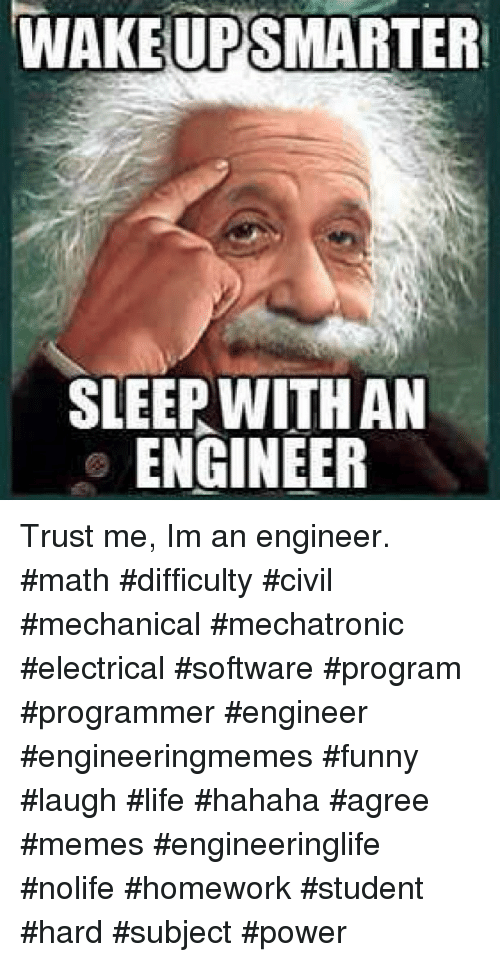 WAKE UP SMARTER
SLEEP WITH AN
ENGINEER
Trust me, Im an engineer.
#math #difficulty #civil
#mechanical #mechatronic
#electrical #software #program
#programmer #engineer
#engineeringmemes #funny
#laugh #life #hahaha #agree
#memes #engineeringlife
#nolife #homework #student
#hard #subject #power